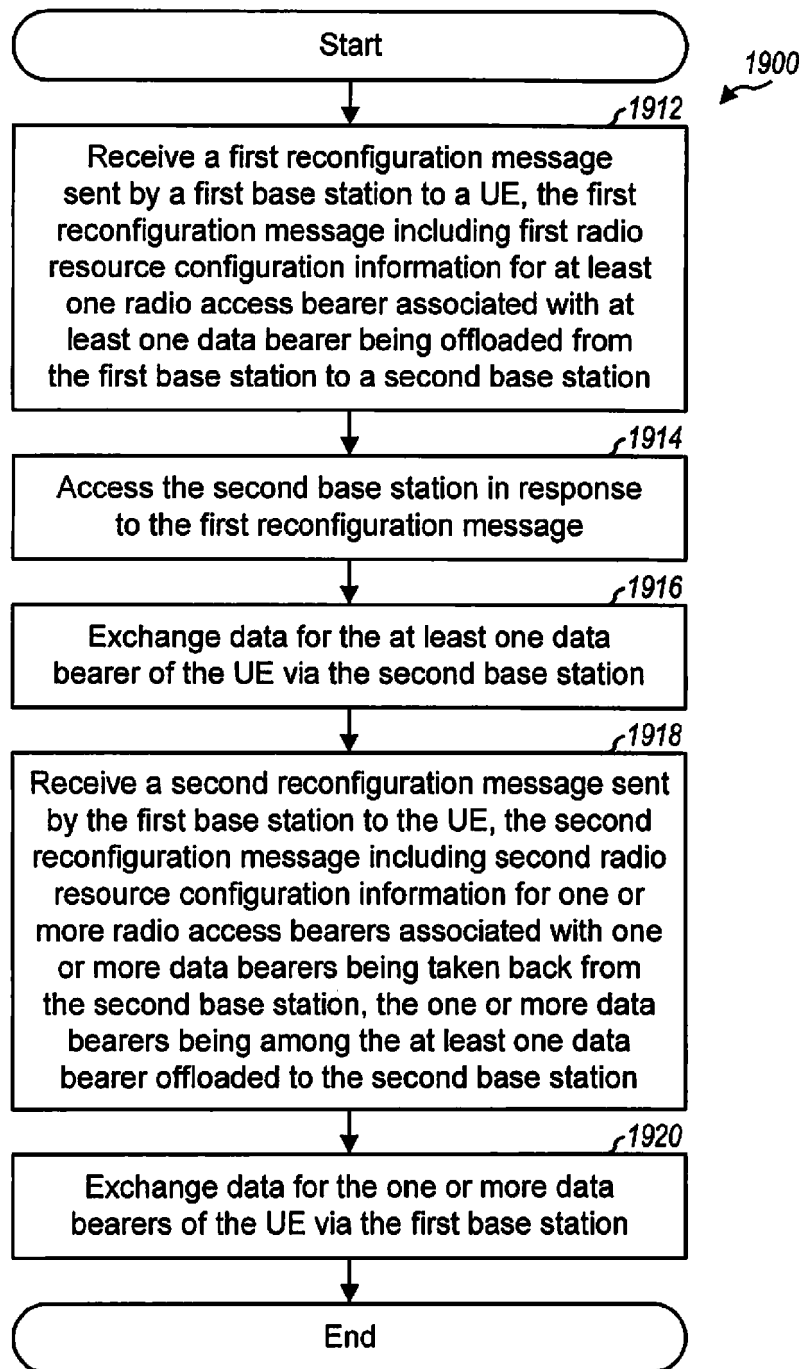 Start
1900
1912
Receive a first reconfiguration message
sent by a first base station to a UE, the first
reconfiguration message including first radio
resource configuration information for at least
one radio access bearer associated with at
least one data bearer being offloaded from
the first base station to a second base station
1914
Access the second base station in response
to the first reconfiguration message
1916
Exchange data for the at least one data
bearer of the UE via the second base station
1918
Receive a second reconfiguration message sent
by the first base station to the UE, the second
reconfiguration message including second radio
resource configuration information for one or
more radio access bearers associated with one
or more data bearers being taken back from
the second base station, the one or more data
bearers being among the at least one data
bearer offloaded to the second base station
1920
Exchange data for the one or more data
bearers of the UE via the first base station
End